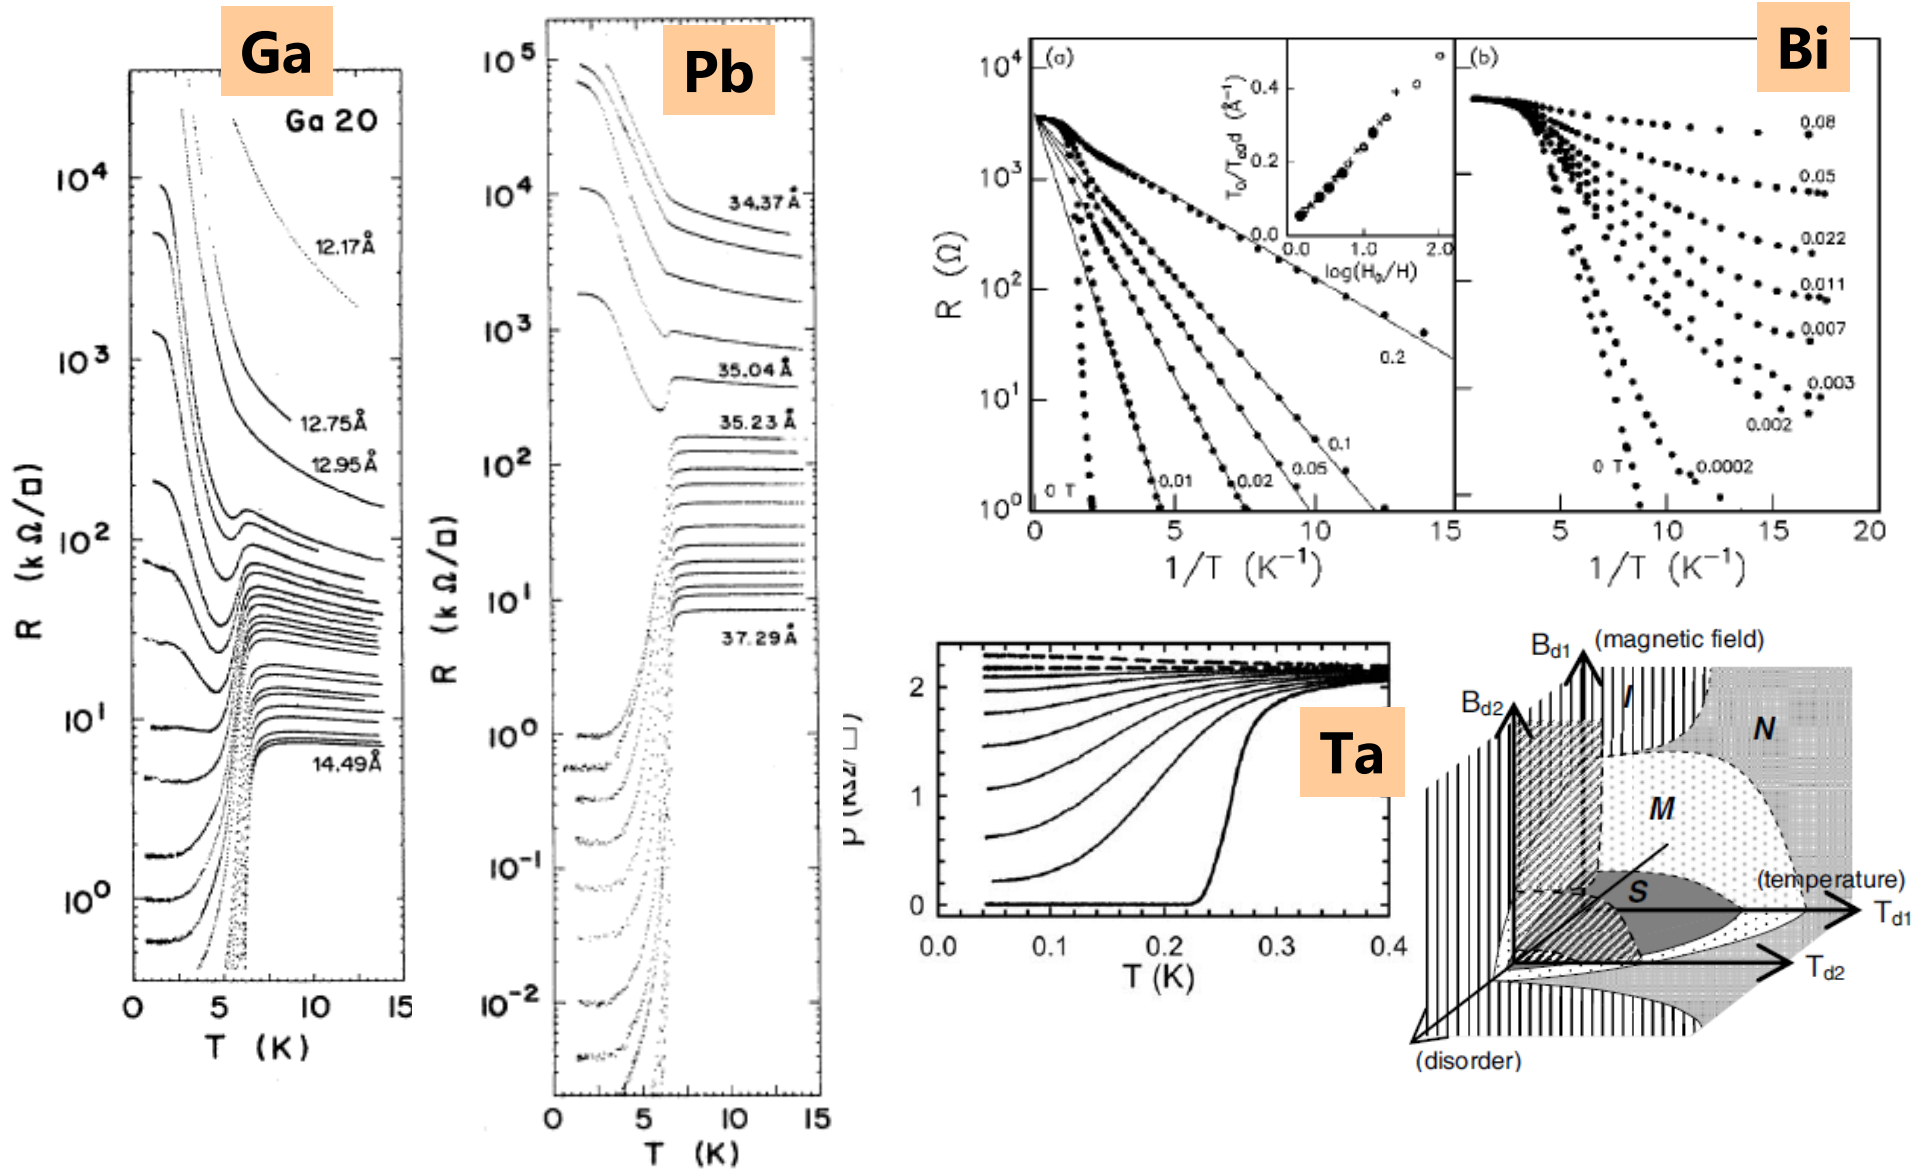 Ga
Ga 20
12.17Å
12.75Å
12.95Å
14.49Å
10⁴
10³
10²
10¹
10⁰
R (kΩ/□)
0 5 10 15
T (K)
Pb
10⁵
10⁴
10³
10²
10¹
10⁰
10⁻¹
10⁻²
34.37Å
35.04Å
35.23Å
37.29Å
R (kΩ/□)
0 5 10 15
T (K)
Bi
(a)
10⁴
10³
10²
10¹
10⁰
R (Ω)
T₀/T_c0d (Å⁻¹)
0.4
0.2
0.0
0.0 1.0 2.0
log(H₀/H)
0.2
0.1
0.05
0.02
0.01
0 T
0 5 10 15
1/T (K⁻¹)
(b)
0.08
0.05
0.022
0.011
0.007
0.003
0.002
0.0002
0 T
5 10 15 20
1/T (K⁻¹)
Ta
2
1
0
0.0 0.1 0.2 0.3 0.4
T (K)
B_d1 (magnetic field)
B_d2
I
N
M
S
(temperature)
T_d1
T_d2
(disorder)